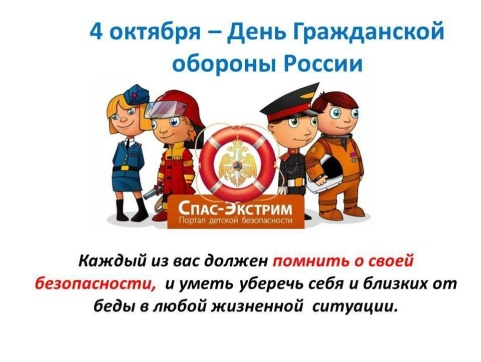 4 октября – День Гражданской
обороны России
Спас-Экстрим
Портал детской безопасности
Каждый из вас должен помнить о своей
безопасности, и уметь уберечь себя и близких от
беды в любой жизненной ситуации.